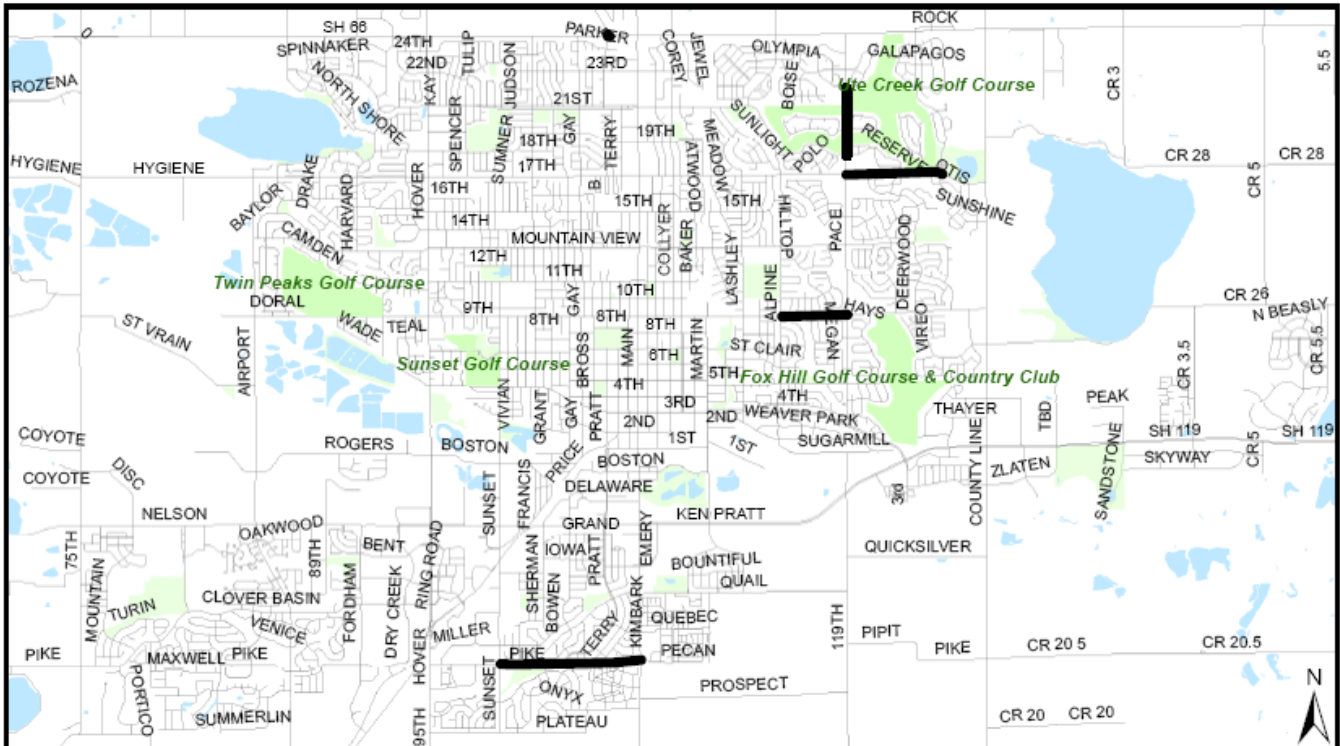 ROCK
SH 66
PARKER
0
SPINNAKER
24TH
TULIP
JEWEL
OLYMPIA
GALAPAGOS
22ND
23RD
COREY
5.5
ROZENA
NORTH SHORE
KAY
SPENCER
JUDSON
BOISE
Ute Creek Golf Course
CR 3
21ST
SUMNER
GAY
TERRY
19TH
SUNLIGHT
RESERVE
18TH
MEADOW
POLO
HYGIENE
HYGIENE
17TH
ATWOOD
OTIS
CR 28
CR 28
DRAKE
HOVER
16TH
B
CR 5
BAYLOR
HARVARD
15TH
15TH
SUNSHINE
14TH
HILLTOP
PACE
CAMDEN
MOUNTAIN VIEW
COLLYER
BAKER
DEERWOOD
12TH
11TH
LASHLEY
Twin Peaks Golf Course
10TH
ALPINE
DORAL
GAY
HAYS
CR 26
ST VRAIN
WADE
TEAL
9TH
8TH
8TH
8TH
MEGAN
N BEASLY
AIRPORT
BROSS
MAIN
MARTIN
ST CLAIR
VIREO
Sunset Golf Course
6TH
5TH
Fox Hill Golf Course & Country Club
CR 3.5
CR 5.5
VIVIAN
4TH
4TH
GRANT
GAY
PRATT
3RD
PEAK
2ND
2ND
WEAVER PARK
THAYER
TBD
COYOTE
ROGERS
BOSTON
1ST
1ST
SUGARMILL
COUNTY LINE
SH 119
SH 119
PRICE
BOSTON
SKYWAY
CR 5
COYOTE
DISC
SUNSET
FRANCIS
DELAWARE
3rd
ZLATEN
SANDSTONE
NELSON
OAKWOOD
GRAND
KEN PRATT
75TH
89TH
BENT
RING ROAD
IOWA
PRATT
EMERY
BOUNTIFUL
QUICKSILVER
MOUNTAIN
FORDHAM
DRY CREEK
SHERMAN
BOWEN
QUAIL
TURIN
CLOVER BASIN
KIMBARK
QUEBEC
119TH
VENICE
MILLER
TERRY
PIPIT
PIKE
MAXWELL
PIKE
HOVER
PIKE
PECAN
PIKE
CR 20 5
CR 20.5
PORTICO
SUNSET
ONYX
PROSPECT
N
SUMMERLIN
95TH
PLATEAU
CR 20
CR 20